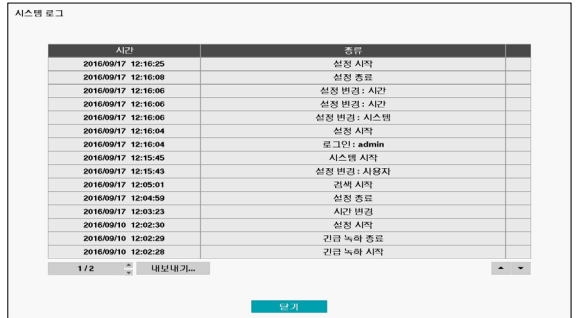 시스템 로그
시간 종류
2016/09/17 12:16:25 설정 시작
2016/09/17 12:16:08 설정 종료
2016/09/17 12:16:06 설정 변경 : 시간
2016/09/17 12:16:06 설정 변경 : 시간
2016/09/17 12:16:06 설정 변경 : 시스템
2016/09/17 12:16:04 설정 시작
2016/09/17 12:16:04 로그인 : admin
2016/09/17 12:15:45 시스템 시작
2016/09/17 12:15:43 설정 변경 : 사용자
2016/09/17 12:05:01 검색 시작
2016/09/17 12:04:59 설정 종료
2016/09/17 12:03:23 시간 변경
2016/09/10 12:02:30 설정 시작
2016/09/10 12:02:29 긴급 녹화 종료
2016/09/10 12:02:28 긴급 녹화 시작
1 / 2 내보내기...
닫기